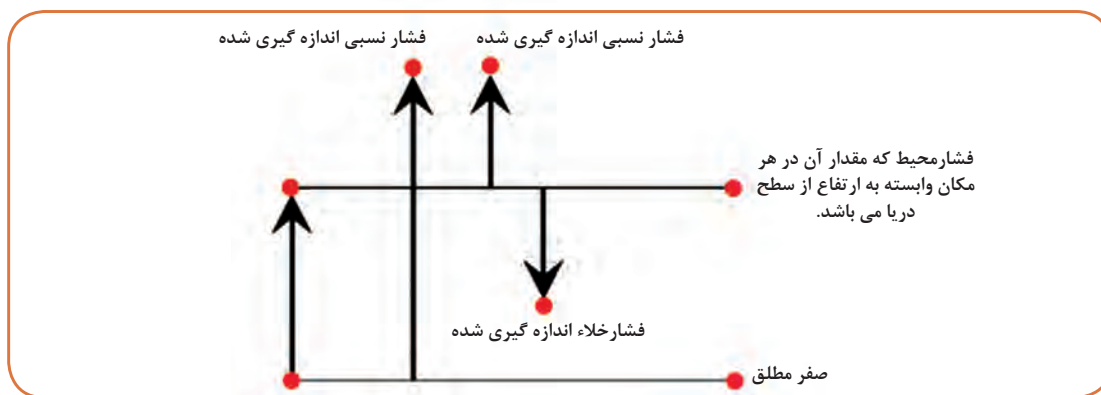 فشار نسبی اندازه گیری شده
فشار نسبی اندازه گیری شده
فشارمحیط که مقدار آن در هر
مکان وابسته به ارتفاع از سطح
دریا می باشد.
فشارخلاء اندازه گیری شده
صفر مطلق